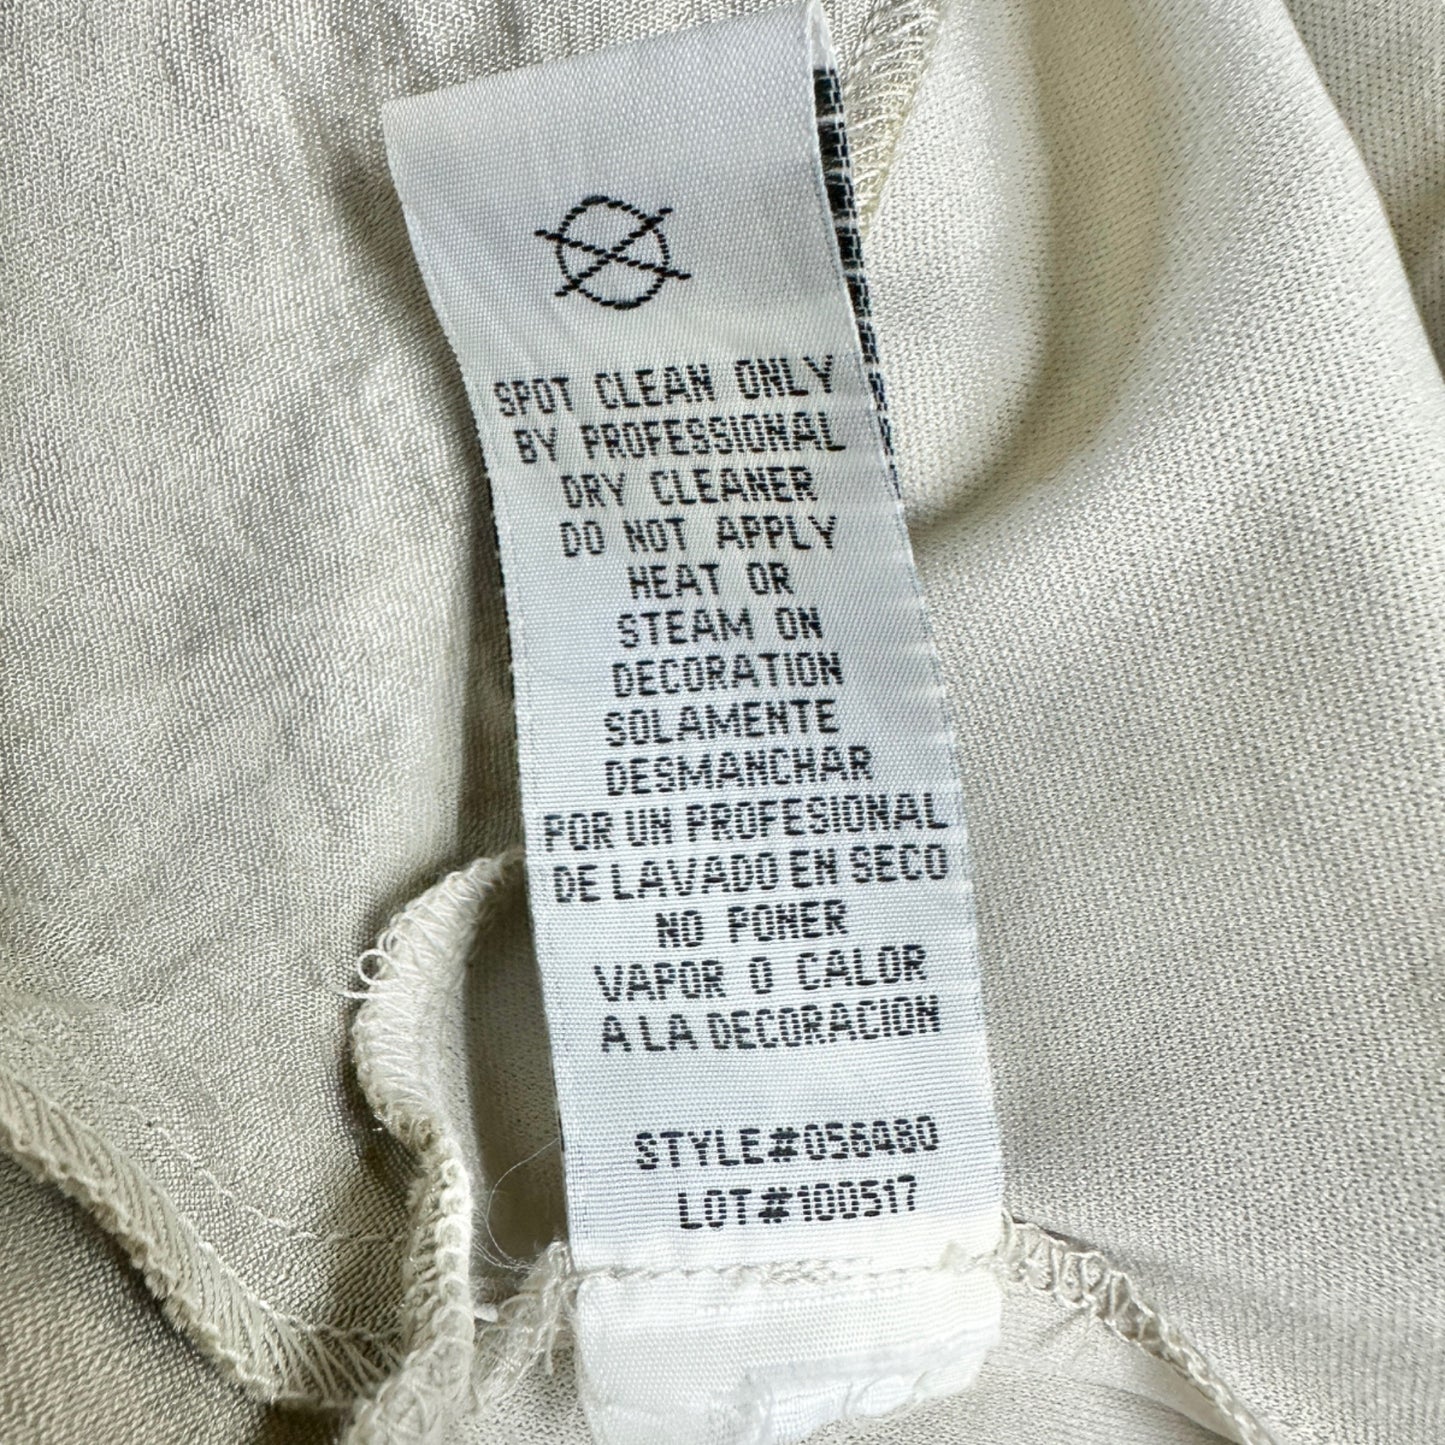 SPOT CLEAN ONLY
BY PROFESSIONAL
DRY CLEANER
DO NOT APPLY
HEAT OR
STEAM ON
DECORATION
SOLAMENTE
DESMANCHAR
POR UN PROFESIONAL
DE LAVADO EN SECO
NO PONER
VAPOR O CALOR
A LA DECORACION
STYLE#056480
LOT#100517